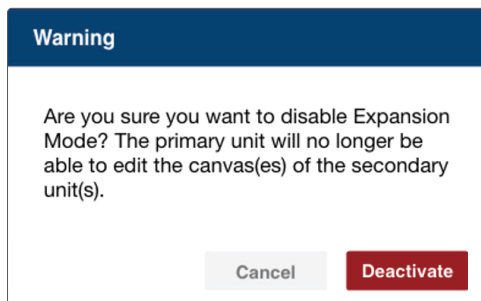 Warning
Are you sure you want to disable Expansion
Mode? The primary unit will no longer be
able to edit the canvas(es) of the secondary
unit(s).
Cancel
Deactivate